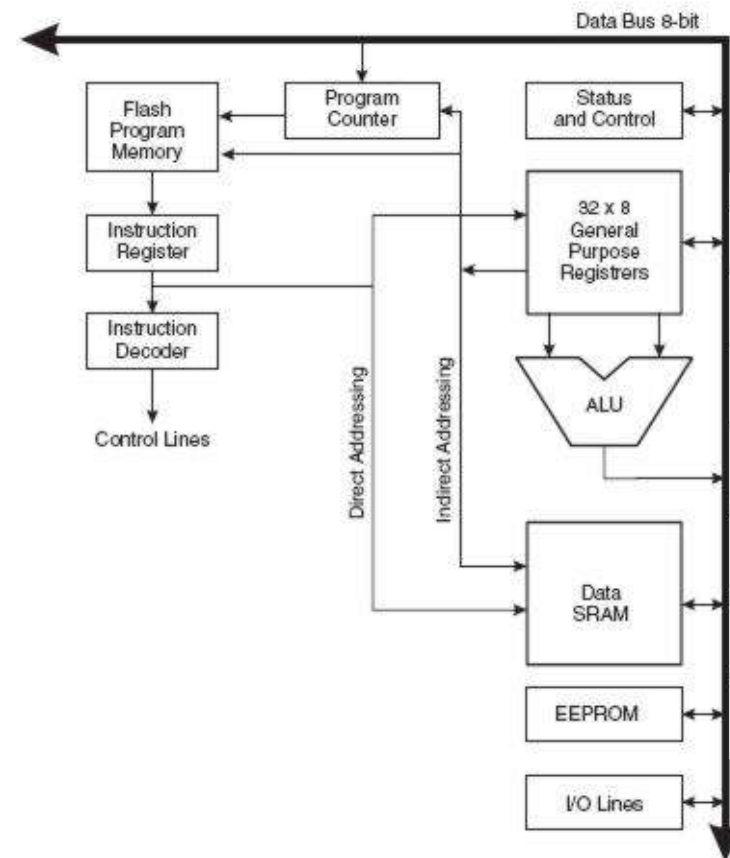 Data Bus 8-bit
Flash
Program
Memory
Program
Counter
Status
and Control
32 x 8
General
Purpose
Registrers
Instruction
Register
Instruction
Decoder
Control Lines
Direct Addressing
Indirect Addressing
ALU
Data
SRAM
EEPROM
I/O Lines